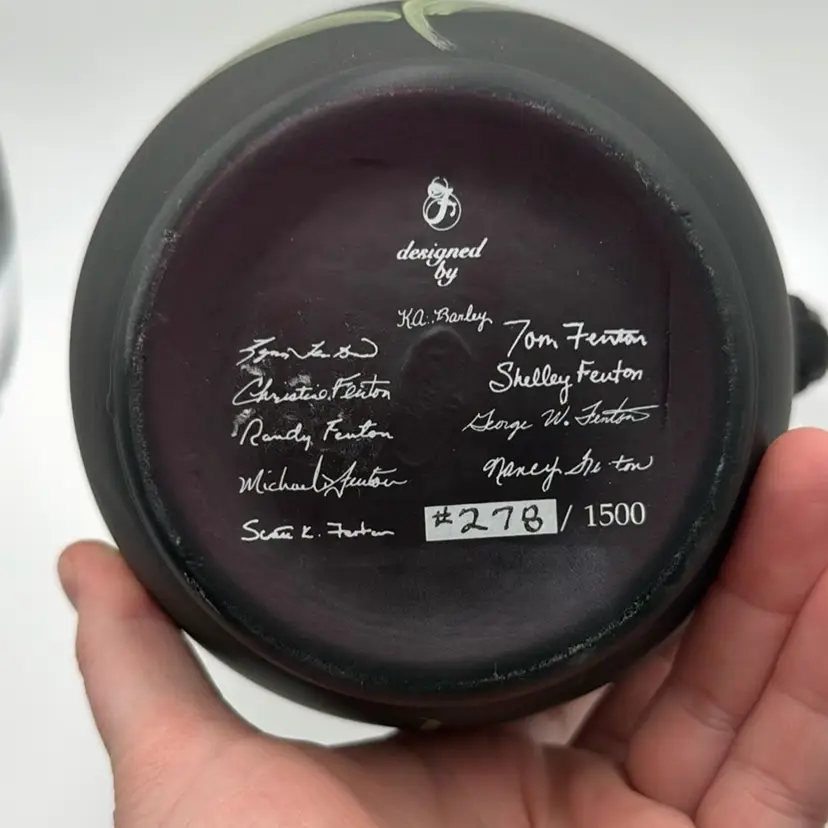 designed
by
K.A. Barley
Christine Fenton
Randy Fenton
Michael Fenton
Scott K. Fenton
Tom Fenton
Shelley Fenton
George W. Fenton
Nancy Fenton
#278 / 1500